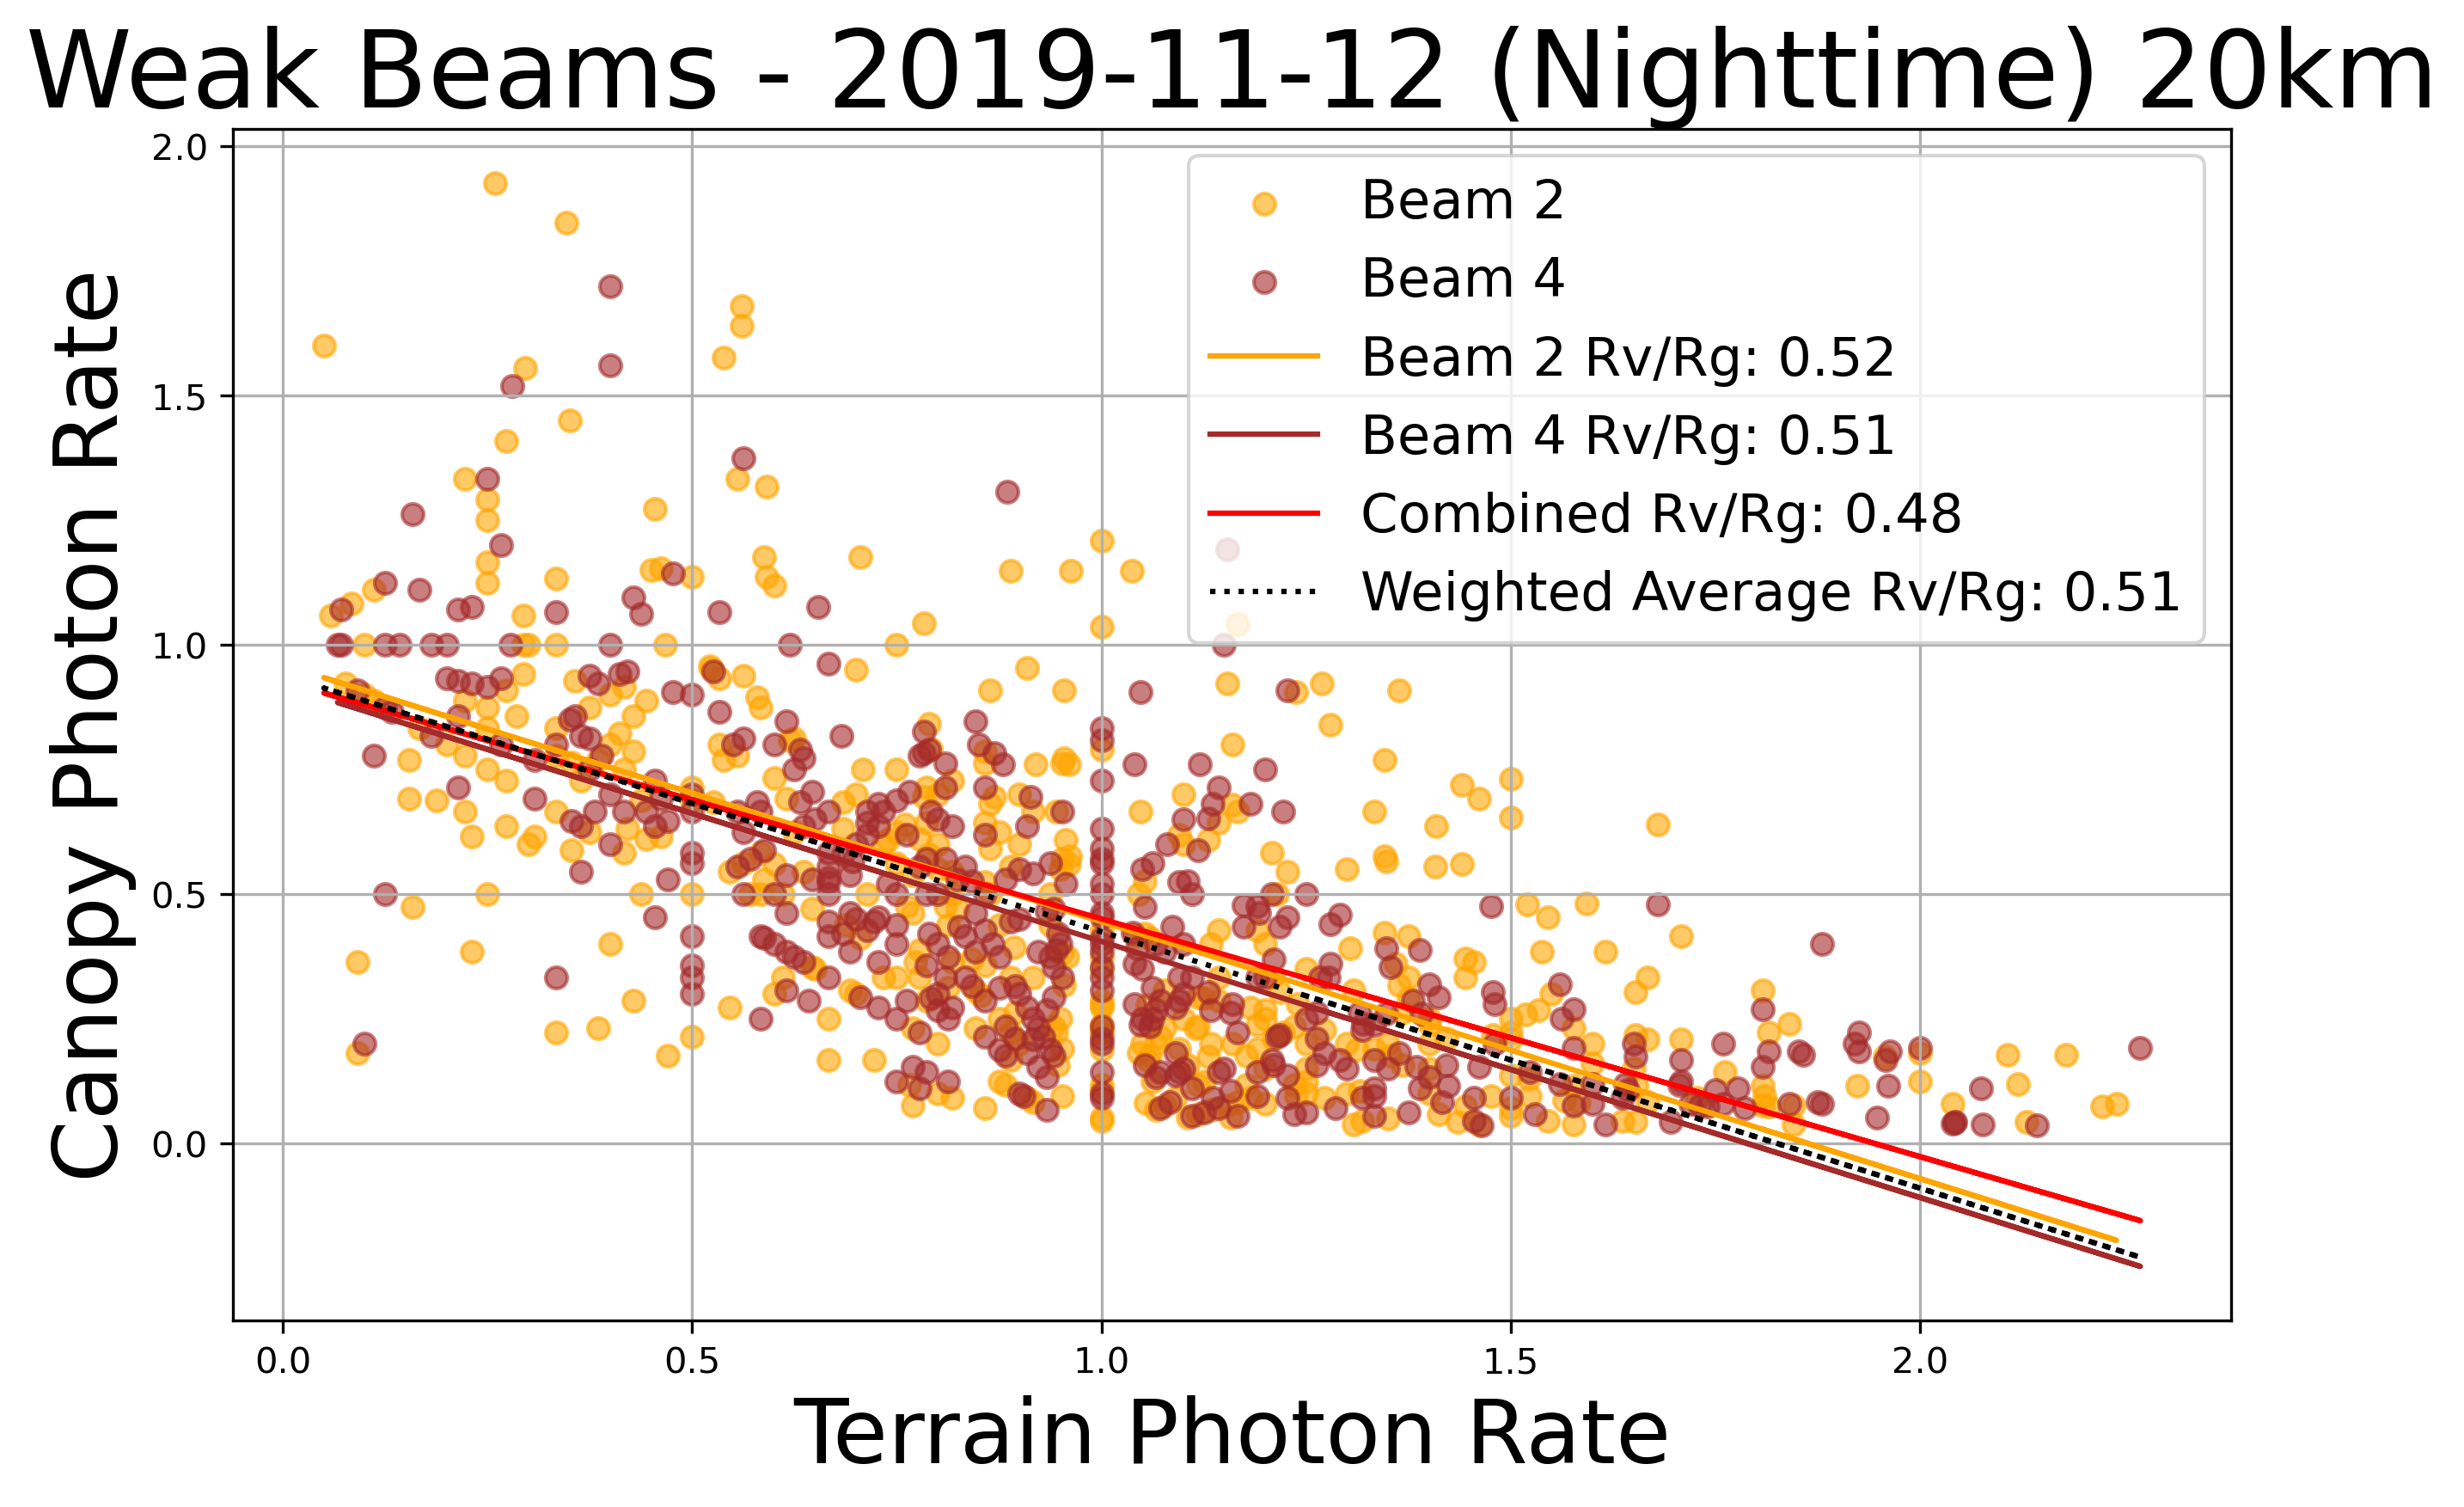 Weak Beams - 2019-11-12 (Nighttime) 20km
Canopy Photon Rate
2.0
1.5
1.0
0.5
0.0
Beam 2
Beam 4
Beam 2 Rv/Rg: 0.52
Beam 4 Rv/Rg: 0.51
Combined Rv/Rg: 0.48
Weighted Average Rv/Rg: 0.51
0.0 0.5 1.0 1.5 2.0
Terrain Photon Rate